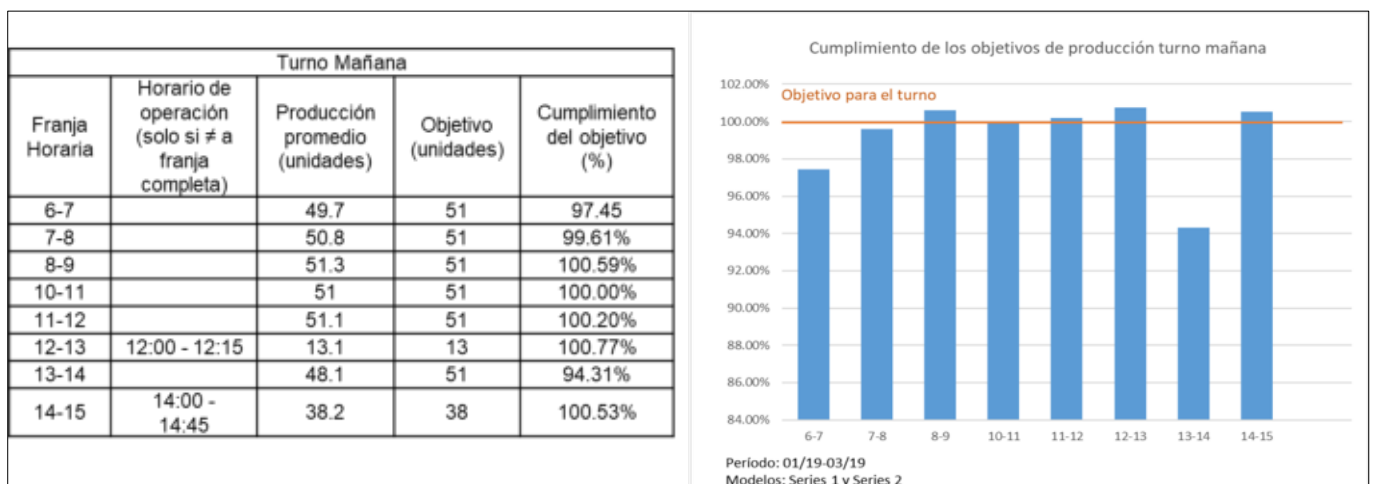 Turno Mañana
Franja Horaria
Horario de operación (solo si ≠ a franja completa)
Producción promedio (unidades)
Objetivo (unidades)
Cumplimiento del objetivo (%)
6-7 49.7 51 97.45
7-8 50.8 51 99.61%
8-9 51.3 51 100.59%
10-11 51 51 100.00%
11-12 51.1 51 100.20%
12-13 12:00 - 12:15 13.1 13 100.77%
13-14 48.1 51 94.31%
14-15 14:00 - 14:45 38.2 38 100.53%
Cumplimiento de los objetivos de producción turno mañana
102.00%
Objetivo para el turno
100.00%
98.00%
96.00%
94.00%
92.00%
90.00%
88.00%
86.00%
84.00%
6-7 7-8 8-9 10-11 11-12 12-13 13-14 14-15
Período: 01/19-03/19
Modelos: Series 1 y Series 2